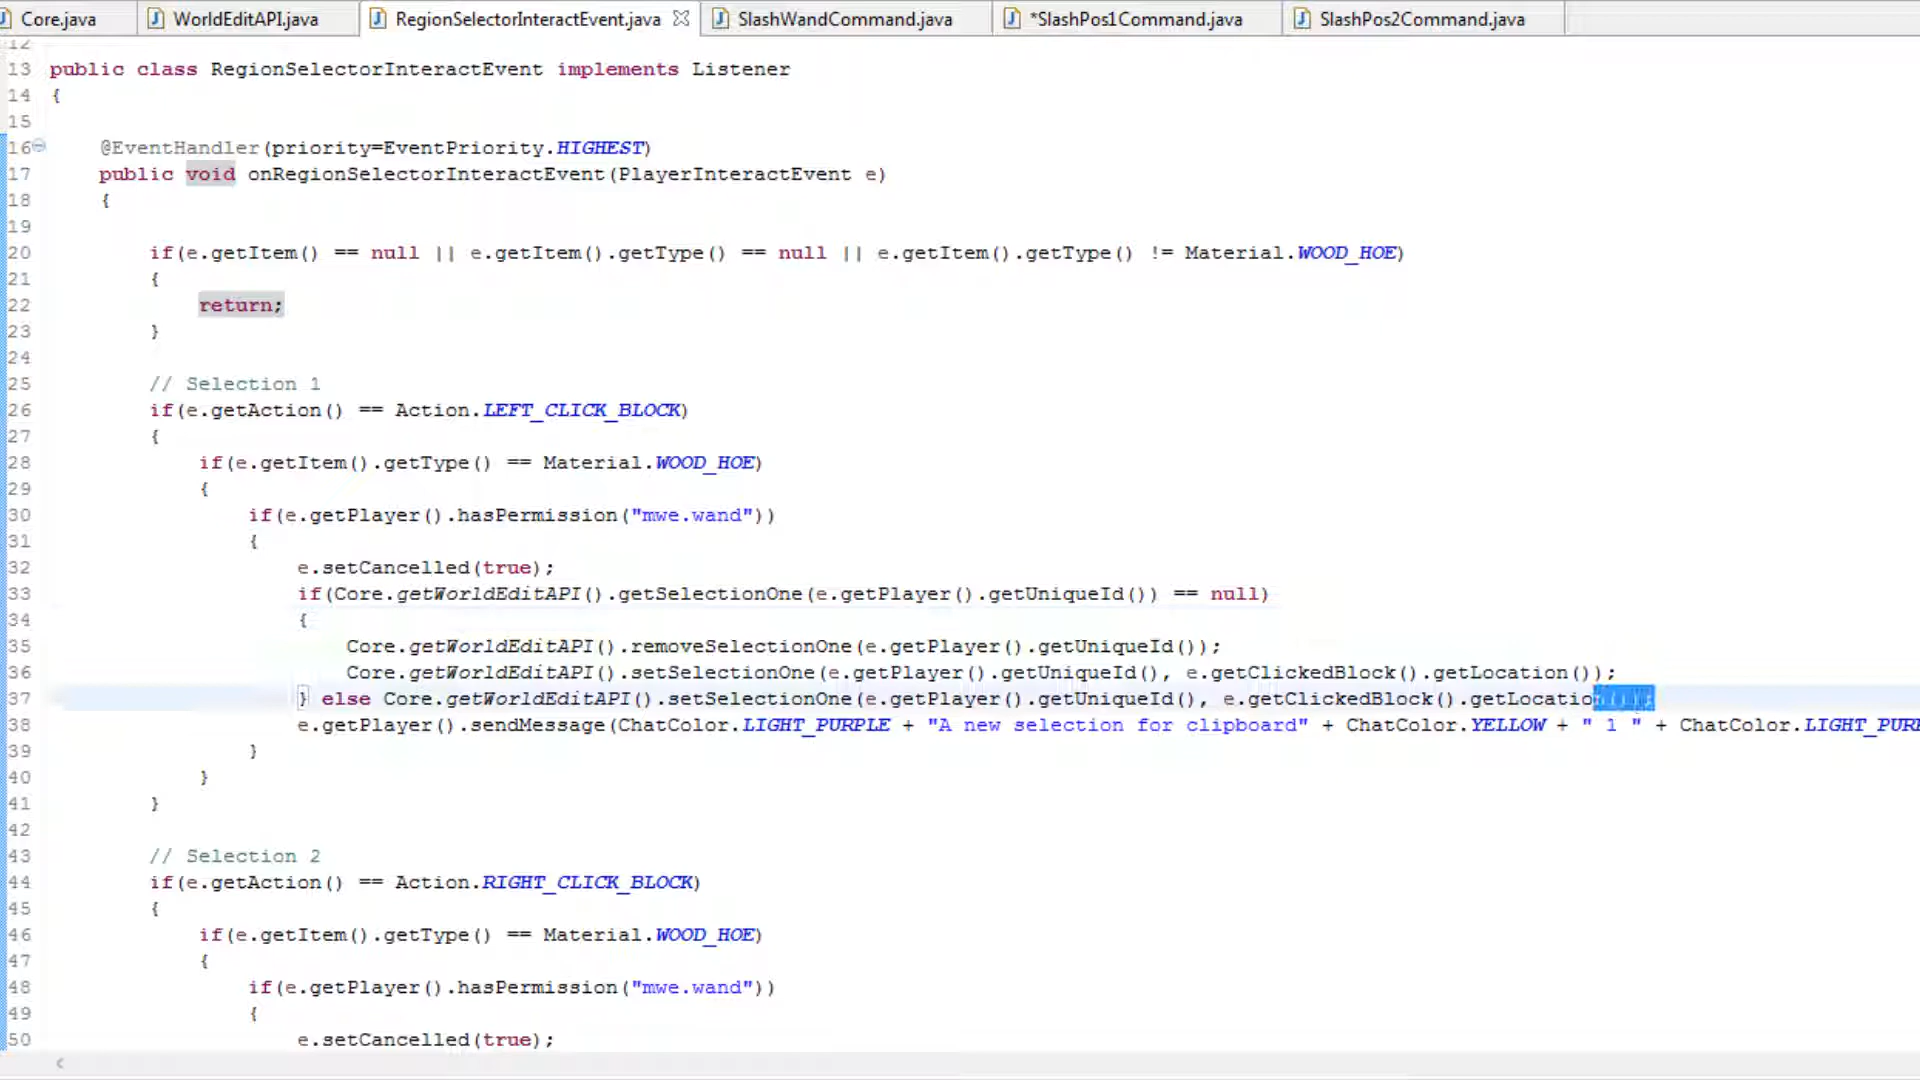 Core.java WorldEditAPI.java RegionSelectorInteractEvent.java SlashWandCommand.java *SlashPos1Command.java SlashPos2Command.java
12
13 public class RegionSelectorInteractEvent implements Listener
14 {
15
16 @EventHandler(priority=EventPriority.HIGHEST)
17 public void onRegionSelectorInteractEvent(PlayerInteractEvent e)
18 {
19
20 if(e.getItem() == null || e.getItem().getType() == null || e.getItem().getType() != Material.WOOD_HOE)
21 {
22 return;
23 }
24
25 // Selection 1
26 if(e.getAction() == Action.LEFT_CLICK_BLOCK)
27 {
28 if(e.getItem().getType() == Material.WOOD_HOE)
29 {
30 if(e.getPlayer().hasPermission("mwe.wand"))
31 {
32 e.setCancelled(true);
33 if(Core.getWorldEditAPI().getSelectionOne(e.getPlayer().getUniqueId()) == null)
34 {
35 Core.getWorldEditAPI().removeSelectionOne(e.getPlayer().getUniqueId());
36 Core.getWorldEditAPI().setSelectionOne(e.getPlayer().getUniqueId(), e.getClickedBlock().getLocation());
37 } else Core.getWorldEditAPI().setSelectionOne(e.getPlayer().getUniqueId(), e.getClickedBlock().getLocation());
38 e.getPlayer().sendMessage(ChatColor.LIGHT_PURPLE + "A new selection for clipboard" + ChatColor.YELLOW + " 1 " + ChatColor.LIGHT_PUR
39 }
40 }
41 }
42
43 // Selection 2
44 if(e.getAction() == Action.RIGHT_CLICK_BLOCK)
45 {
46 if(e.getItem().getType() == Material.WOOD_HOE)
47 {
48 if(e.getPlayer().hasPermission("mwe.wand"))
49 {
50 e.setCancelled(true);